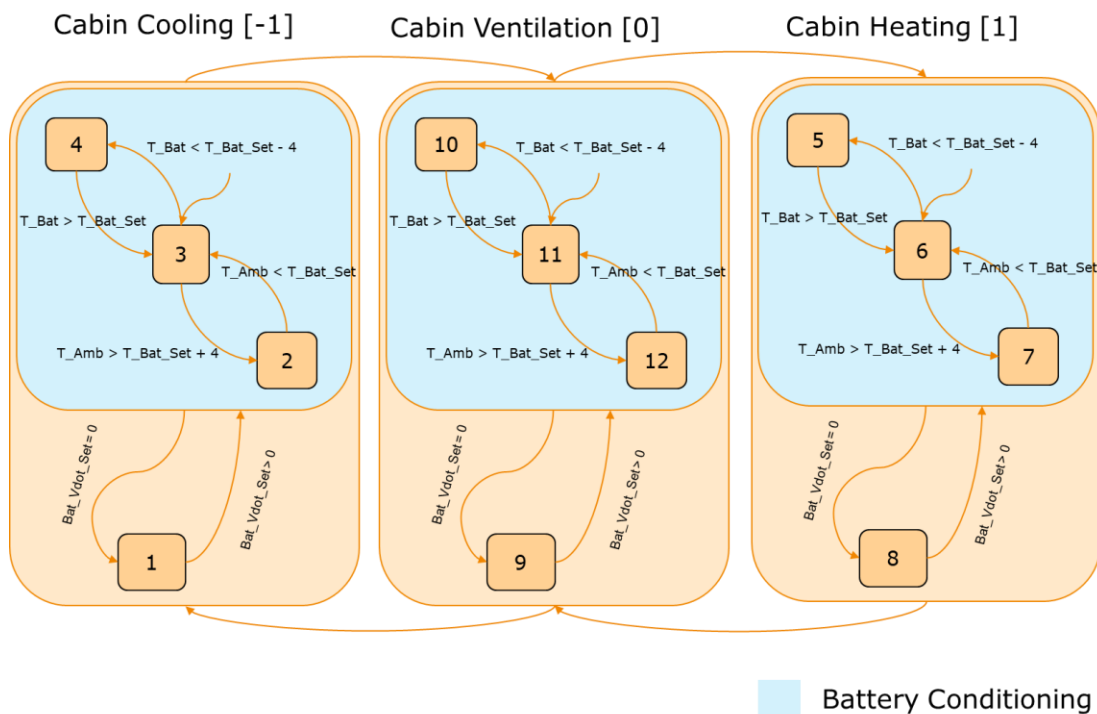 Cabin Cooling [-1]
Cabin Ventilation [0]
Cabin Heating [1]
4
T_Bat < T_Bat_Set - 4
T_Bat > T_Bat_Set
3
T_Amb < T_Bat_Set
T_Amb > T_Bat_Set + 4
2
Bat_Vdot_Set = 0
Bat_Vdot_Set > 0
1
10
T_Bat < T_Bat_Set - 4
T_Bat > T_Bat_Set
11
T_Amb < T_Bat_Set
T_Amb > T_Bat_Set + 4
12
Bat_Vdot_Set = 0
Bat_Vdot_Set > 0
9
5
T_Bat < T_Bat_Set - 4
T_Bat > T_Bat_Set
6
T_Amb < T_Bat_Set
T_Amb > T_Bat_Set + 4
7
Bat_Vdot_Set = 0
Bat_Vdot_Set > 0
8
Battery Conditioning